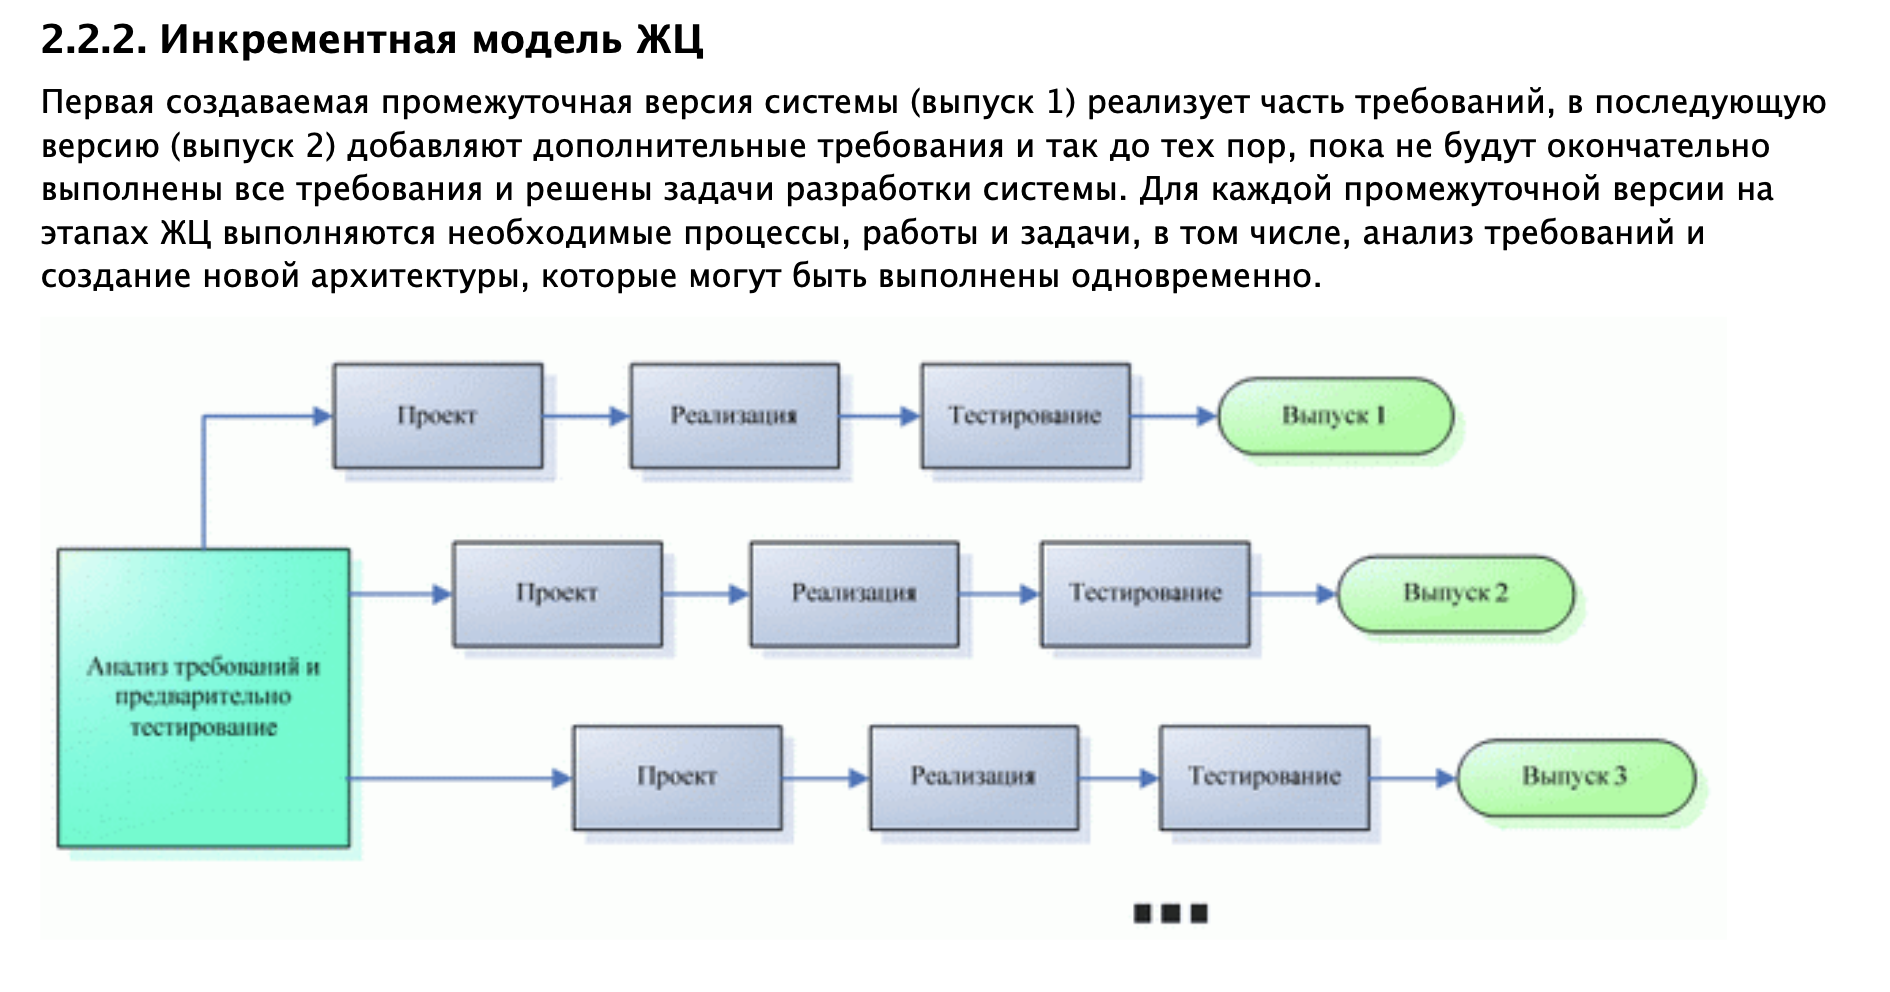 2.2.2. Инкрементная модель ЖЦ
Первая создаваемая промежуточная версия системы (выпуск 1) реализует часть требований, в последующую
версию (выпуск 2) добавляют дополнительные требования и так до тех пор, пока не будут окончательно
выполнены все требования и решены задачи разработки системы. Для каждой промежуточной версии на
этапах ЖЦ выполняются необходимые процессы, работы и задачи, в том числе, анализ требований и
создание новой архитектуры, которые могут быть выполнены одновременно.
Проект
Реализация
Тестирование
Выпуск 1
Проект
Реализация
Тестирование
Выпуск 2
Анализ требований и
предварительно
тестирование
Проект
Реализация
Тестирование
Выпуск 3